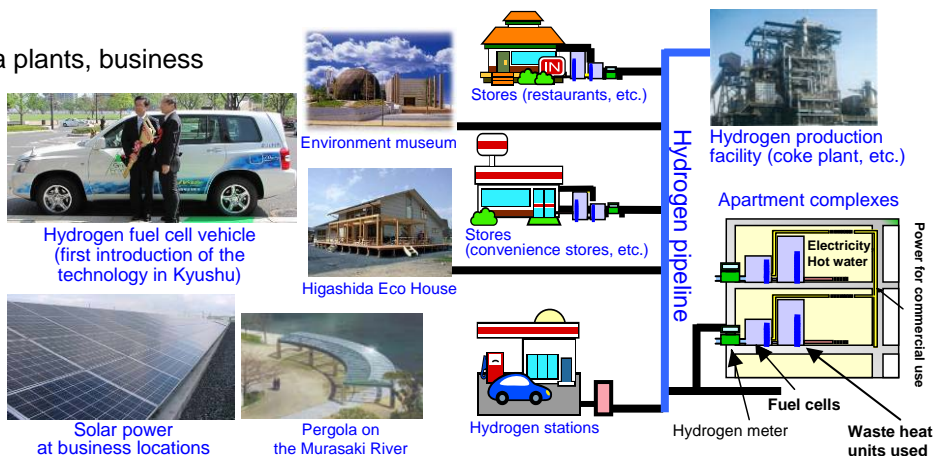 a plants, business
Hydrogen fuel cell vehicle
(first introduction of the
technology in Kyushu)
Solar power
at business locations
Pergola on
the Murasaki River
Environment museum
Higashida Eco House
IN
Stores (restaurants, etc.)
Stores
(convenience stores, etc.)
Hydrogen stations
Hydrogen pipeline
Hydrogen production
facility (coke plant, etc.)
Apartment complexes
Electricity
Hot water
Power for commercial use
Fuel cells
Hydrogen meter
Waste heat
units used